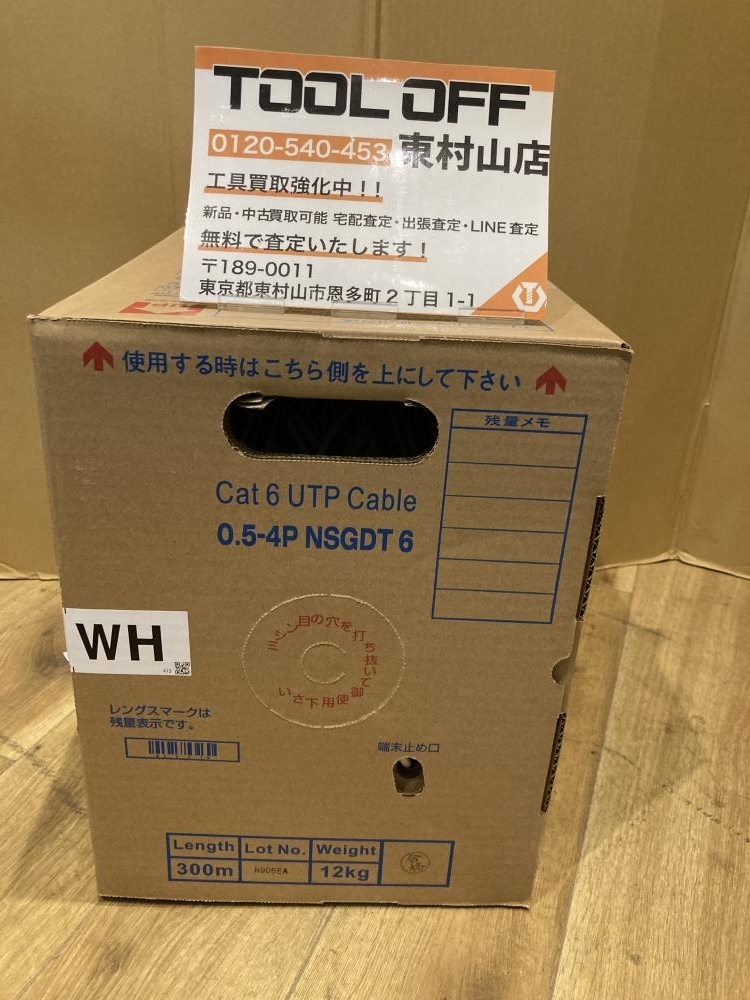 TOOL OFF
0120-540-453 東村山店
工具買取強化中!!
新品・中古買取可能 宅配査定・出張査定・LINE査定
無料で査定いたします!
〒189-0011
東京都東村山市恩多町2丁目1-1
使用する時はこちら側を上にして下さい
残量メモ
Cat 6 UTP Cable
0.5-4P NSGDT 6
ミシン目の穴を打ち抜いて御使用下さい
WH
413
レングスマークは
残量表示です。
端末止め口
Length Lot No. Weight
300m N905EA 12kg